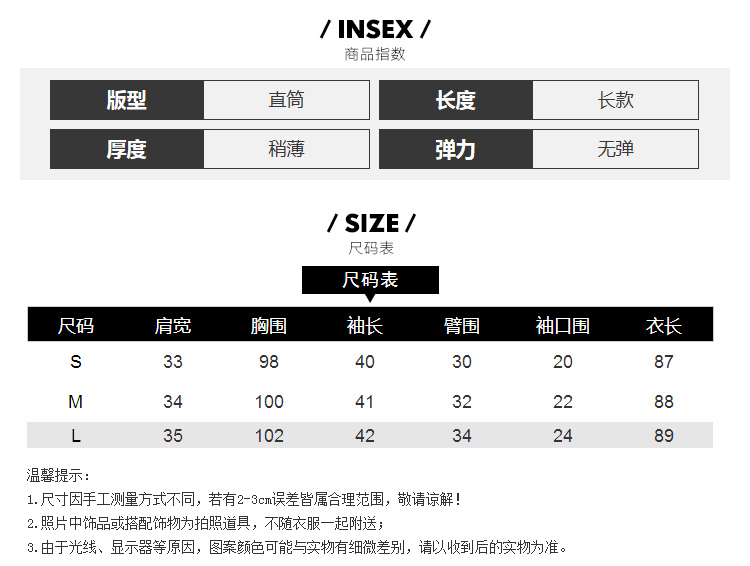 / INSEX /
商品指数
版型 直筒 长度 长款
厚度 稍薄 弹力 无弹
/ SIZE /
尺码表
尺码表
尺码 肩宽 胸围 袖长 臂围 袖口围 衣长
S 33 98 40 30 20 87
M 34 100 41 32 22 88
L 35 102 42 34 24 89
温馨提示：
1.尺寸因手工测量方式不同，若有2-3cm误差皆属合理范围，敬请谅解！
2.照片中饰品或搭配饰物为拍照道具，不随衣服一起附送；
3.由于光线、显示器等原因，图案颜色可能与实物有细微差别，请以收到后的实物为准。